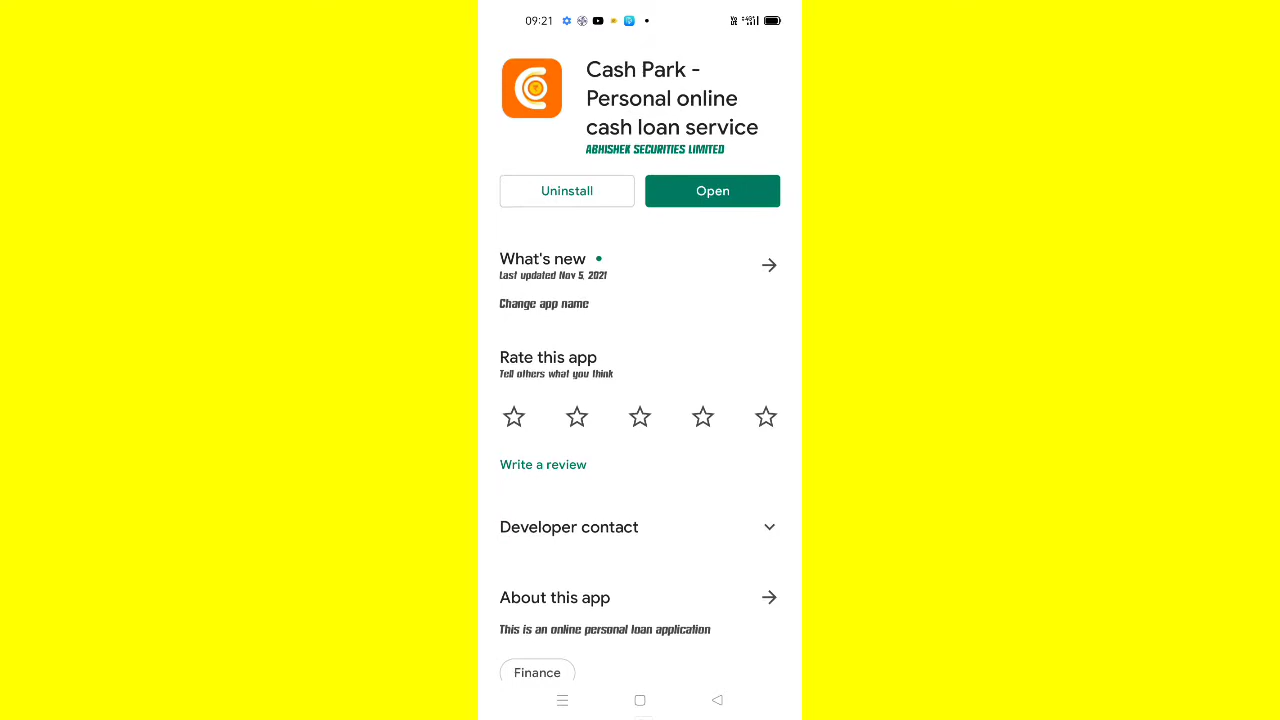 09:21
Cash Park -
Personal online
cash loan service
ABHISHEK SECURITIES LIMITED
Uninstall
Open
What's new
Last updated Nov 5, 2021
Change app name
Rate this app
Tell others what you think
Write a review
Developer contact
About this app
This is an online personal loan application
Finance